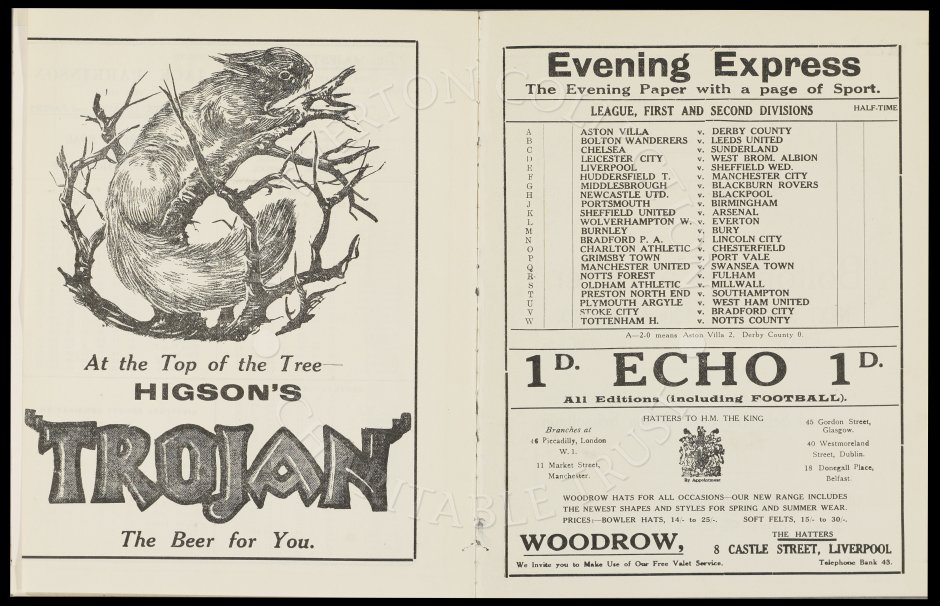 At the Top of the Tree—
HIGSON'S
TROJAN
The Beer for You.
Evening Express
The Evening Paper with a page of Sport.
LEAGUE, FIRST AND SECOND DIVISIONS HALF-TIME
A ASTON VILLA v. DERBY COUNTY
B BOLTON WANDERERS v. LEEDS UNITED
C CHELSEA v. SUNDERLAND
D LEICESTER CITY v. WEST BROM. ALBION
E LIVERPOOL v. SHEFFIELD WED.
F HUDDERSFIELD T. v. MANCHESTER CITY
G MIDDLESBROUGH v. BLACKBURN ROVERS
H NEWCASTLE UTD. v. BLACKPOOL
J PORTSMOUTH v. BIRMINGHAM
K SHEFFIELD UNITED v. ARSENAL
L WOLVERHAMPTON W. v. EVERTON
M BURNLEY v. BURY
N BRADFORD P. A. v. LINCOLN CITY
O CHARLTON ATHLETIC v. CHESTERFIELD
P GRIMSBY TOWN v. PORT VALE
Q MANCHESTER UNITED v. SWANSEA TOWN
R NOTTS FOREST v. FULHAM
S OLDHAM ATHLETIC v. MILLWALL
T PRESTON NORTH END v. SOUTHAMPTON
U PLYMOUTH ARGYLE v. WEST HAM UNITED
V STOKE CITY v. BRADFORD CITY
W TOTTENHAM H. v. NOTTS COUNTY
A—2-0 means Aston Villa 2. Derby County 0.
1D. ECHO 1D.
All Editions (including FOOTBALL).
HATTERS TO H.M. THE KING
Branches at
46 Piccadilly, London
W. 1.
11 Market Street,
Manchester.
By Appointment
45 Gordon Street,
Glasgow.
40 Westmoreland
Street, Dublin.
18 Donegall Place,
Belfast.
WOODROW HATS FOR ALL OCCASIONS—OUR NEW RANGE INCLUDES
THE NEWEST SHAPES AND STYLES FOR SPRING AND SUMMER WEAR.
PRICES:—BOWLER HATS, 14/- to 25/-. SOFT FELTS, 15/- to 30/-.
WOODROW, THE HATTERS
8 CASTLE STREET, LIVERPOOL
We Invite you to Make Use of Our Free Valet Service. Telephone Bank 43.